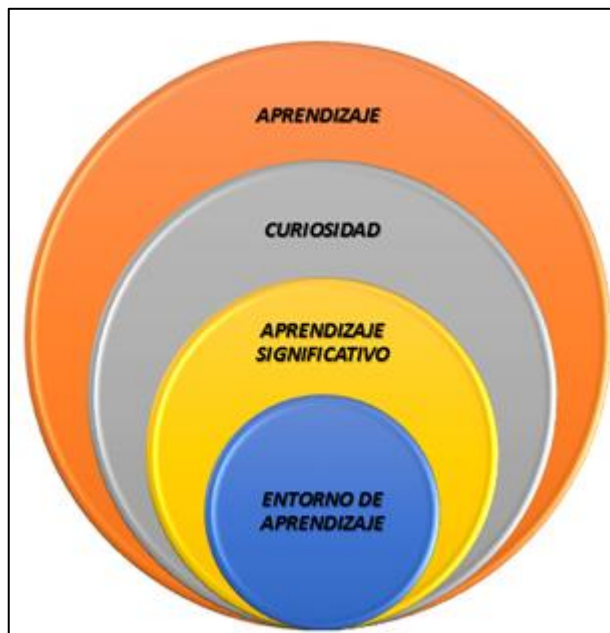 APRENDIZAJE
CURIOSIDAD
APRENDIZAJE
SIGNIFICATIVO
ENTORNO DE
APRENDIZAJE